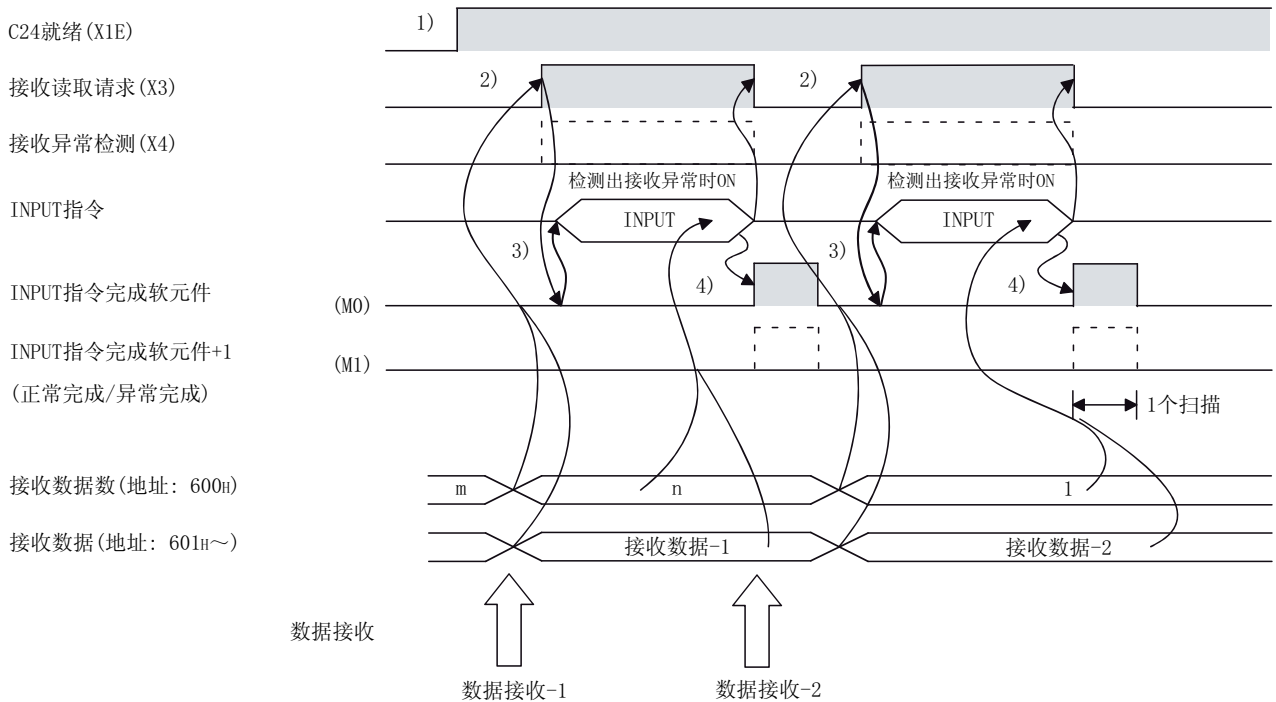 C24就绪(X1E)
1)
接收读取请求(X3)
2)
2)
接收异常检测(X4)
检测出接收异常时ON
检测出接收异常时ON
INPUT指令
INPUT
INPUT
3)
3)
INPUT指令完成软元件
(M0)
4)
4)
INPUT指令完成软元件+1
(M1)
(正常完成/异常完成)
1个扫描
接收数据数(地址: 600H)
m
n
l
接收数据(地址: 601H～)
接收数据-1
接收数据-2
数据接收
数据接收-1
数据接收-2